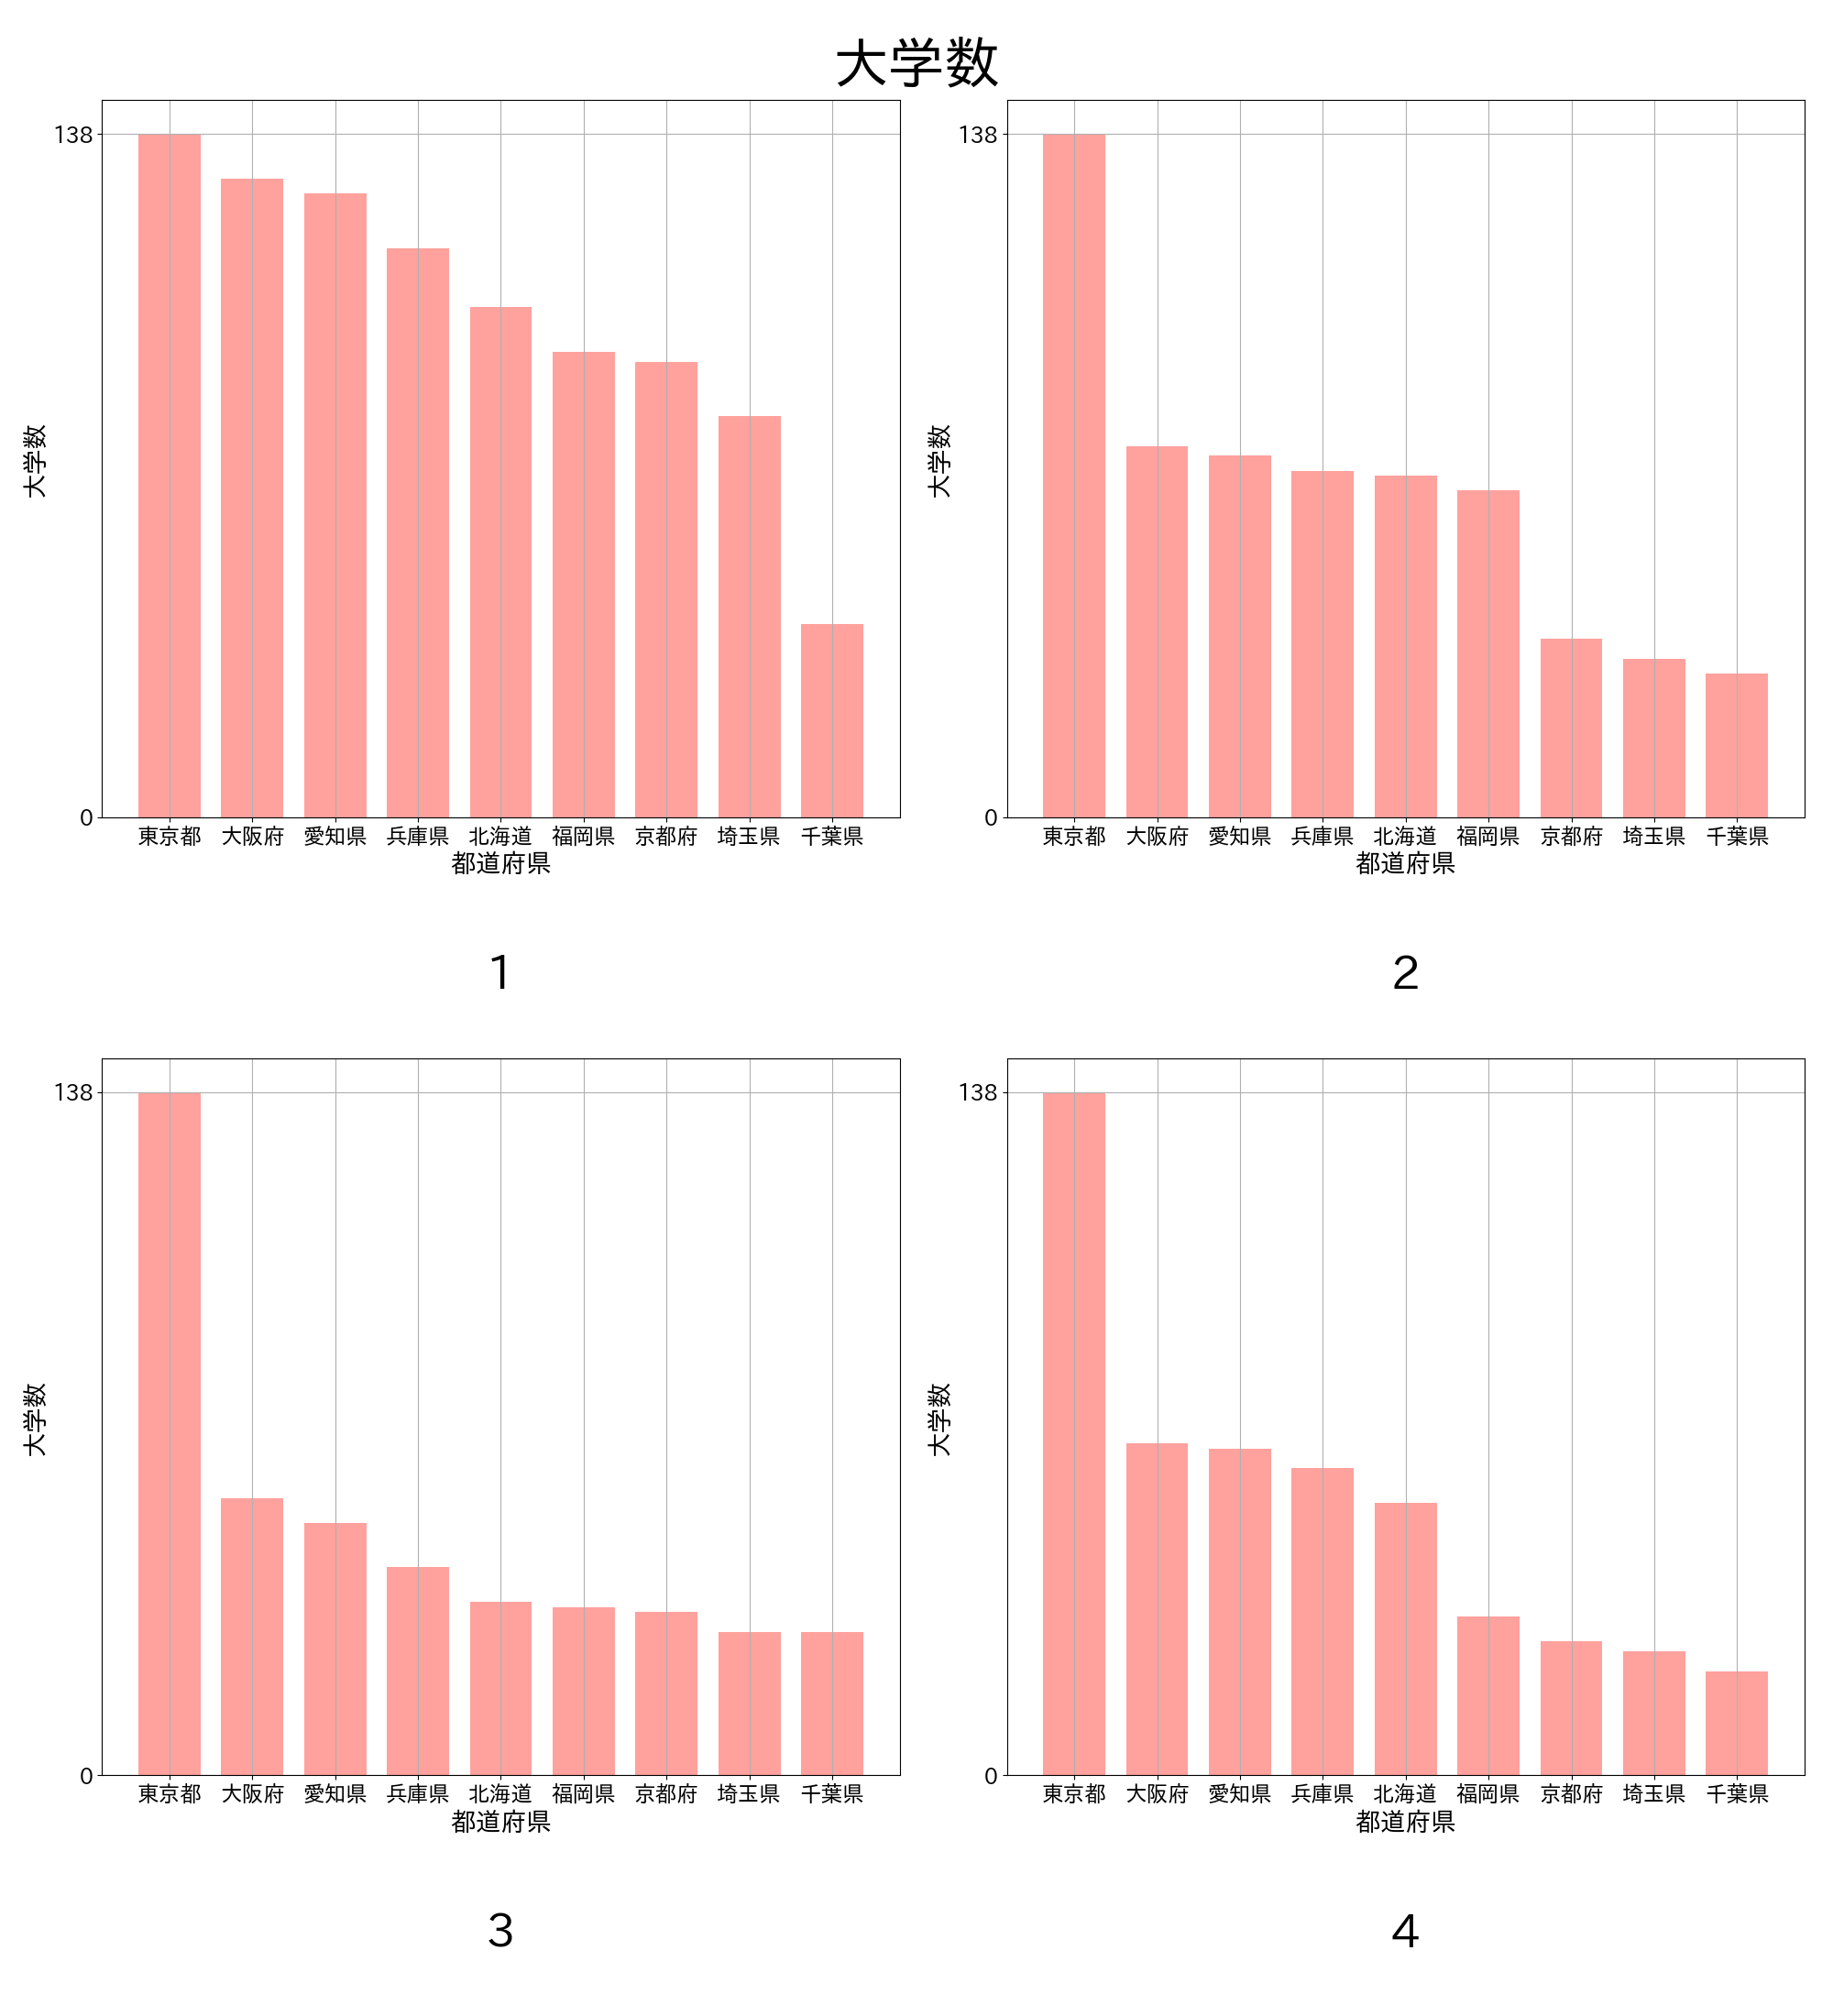 大学数
138
大学数
0
東京都 大阪府 愛知県 兵庫県 北海道 福岡県 京都府 埼玉県 千葉県
都道府県
1
138
大学数
0
東京都 大阪府 愛知県 兵庫県 北海道 福岡県 京都府 埼玉県 千葉県
都道府県
2
138
大学数
0
東京都 大阪府 愛知県 兵庫県 北海道 福岡県 京都府 埼玉県 千葉県
都道府県
3
138
大学数
0
東京都 大阪府 愛知県 兵庫県 北海道 福岡県 京都府 埼玉県 千葉県
都道府県
4